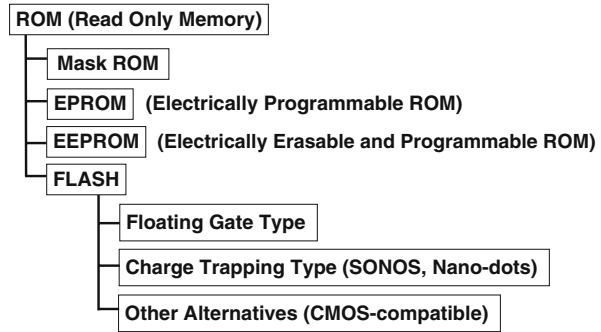 ROM (Read Only Memory)
Mask ROM
EPROM (Electrically Programmable ROM)
EEPROM (Electrically Erasable and Programmable ROM)
FLASH
Floating Gate Type
Charge Trapping Type (SONOS, Nano-dots)
Other Alternatives (CMOS-compatible)